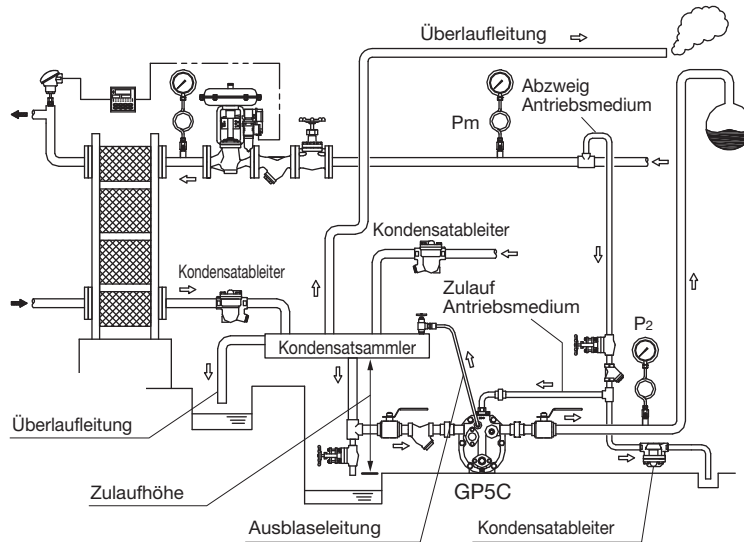 Überlaufleitung
Abzweig
Antriebsmedium
Pm
Kondensatableiter
Kondensatableiter
Zulauf
Antriebsmedium
P2
Kondensatsammler
Überlaufleitung
Zulaufhöhe
GP5C
Ausblaseleitung
Kondensatableiter